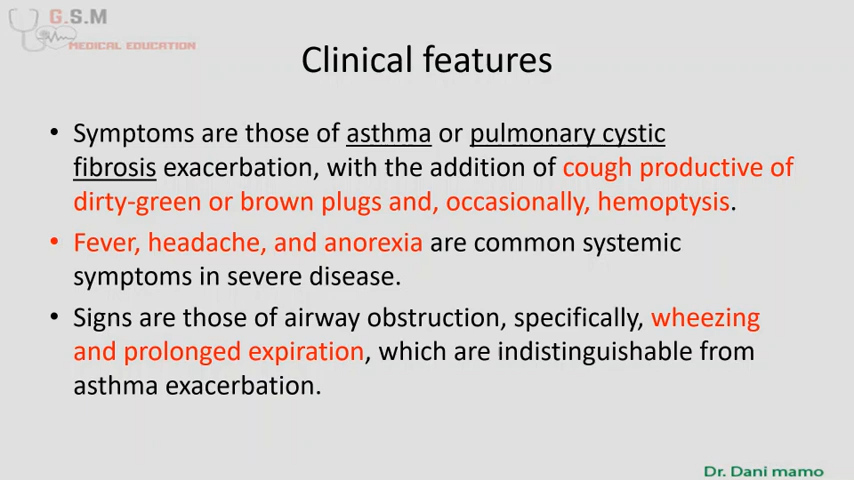 G.S.M
MEDICAL EDUCATION
Clinical features
• Symptoms are those of asthma or pulmonary cystic
fibrosis exacerbation, with the addition of cough productive of
dirty-green or brown plugs and, occasionally, hemoptysis.
• Fever, headache, and anorexia are common systemic
symptoms in severe disease.
• Signs are those of airway obstruction, specifically, wheezing
and prolonged expiration, which are indistinguishable from
asthma exacerbation.
Dr. Dani mamo